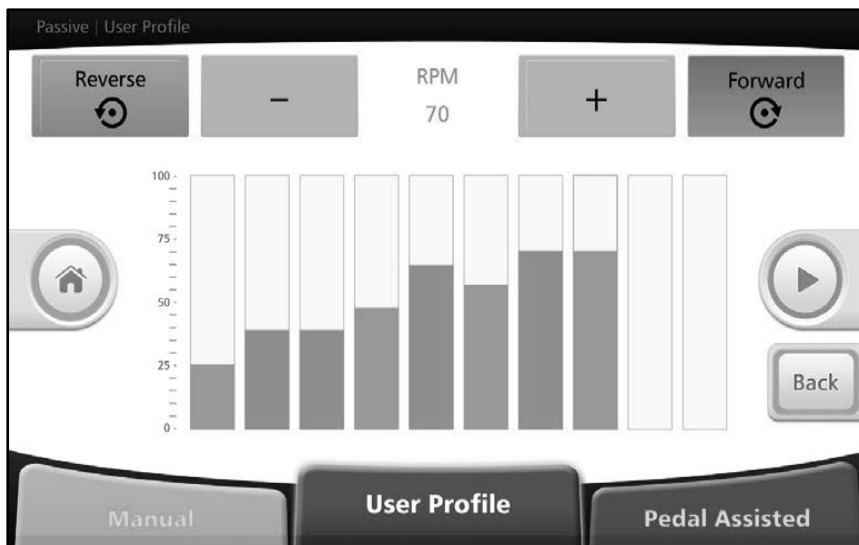 Passive | User Profile
Reverse
−
RPM
70
+
Forward
100
75
50
25
0
Back
Manual
User Profile
Pedal Assisted